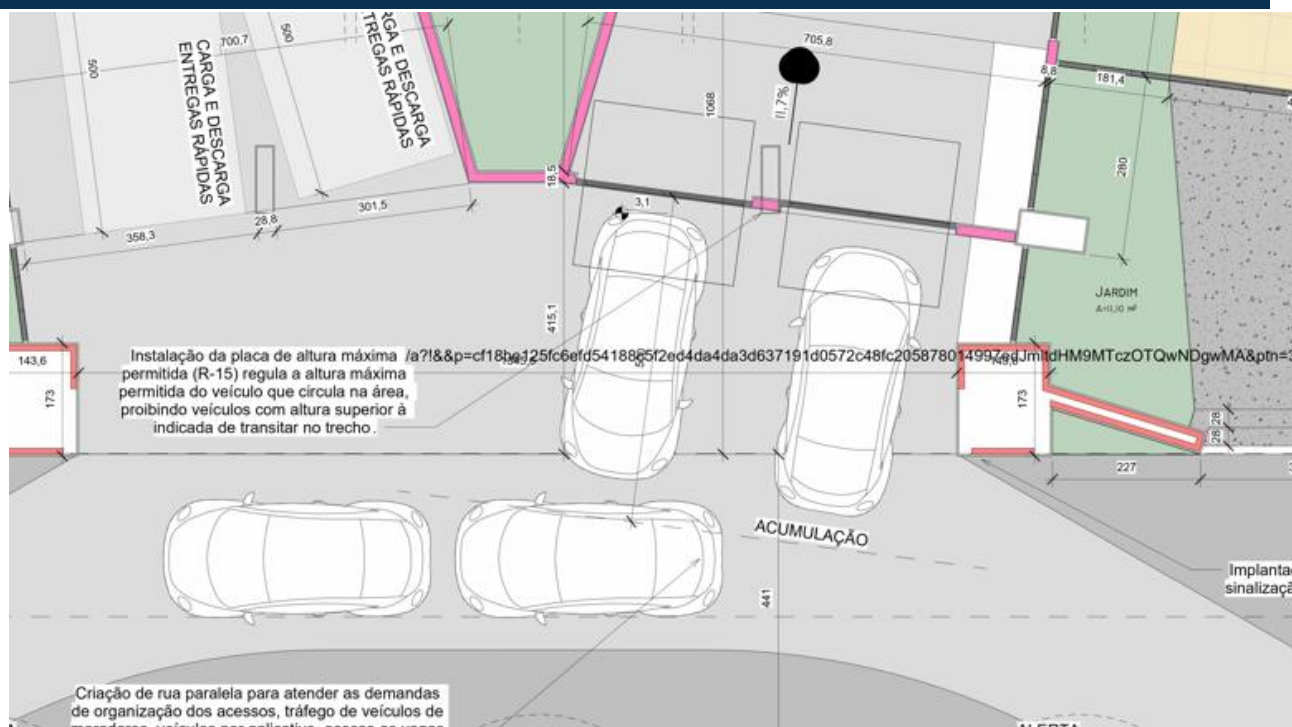 CARGA E DESCARGA
ENTREGAS RÁPIDAS
RGA E DESCARGA
TREGAS RÁPIDAS
500
700,7
500
705,8
8,8
181,4
1068
11,7%
280
18,5
3,1
301,5
28,8
358,3
415,1
JARDIM
143,6
173
Instalação da placa de altura máxima
permitida (R-15) regula a altura máxima
permitida do veículo que circula na área,
proibindo veículos com altura superior à
indicada de transitar no trecho.
173
28
28
227
ACUMULAÇÃO
441
Implanta
sinalizaçã
Criação de rua paralela para atender as demandas
de organização dos acessos, tráfego de veículos de